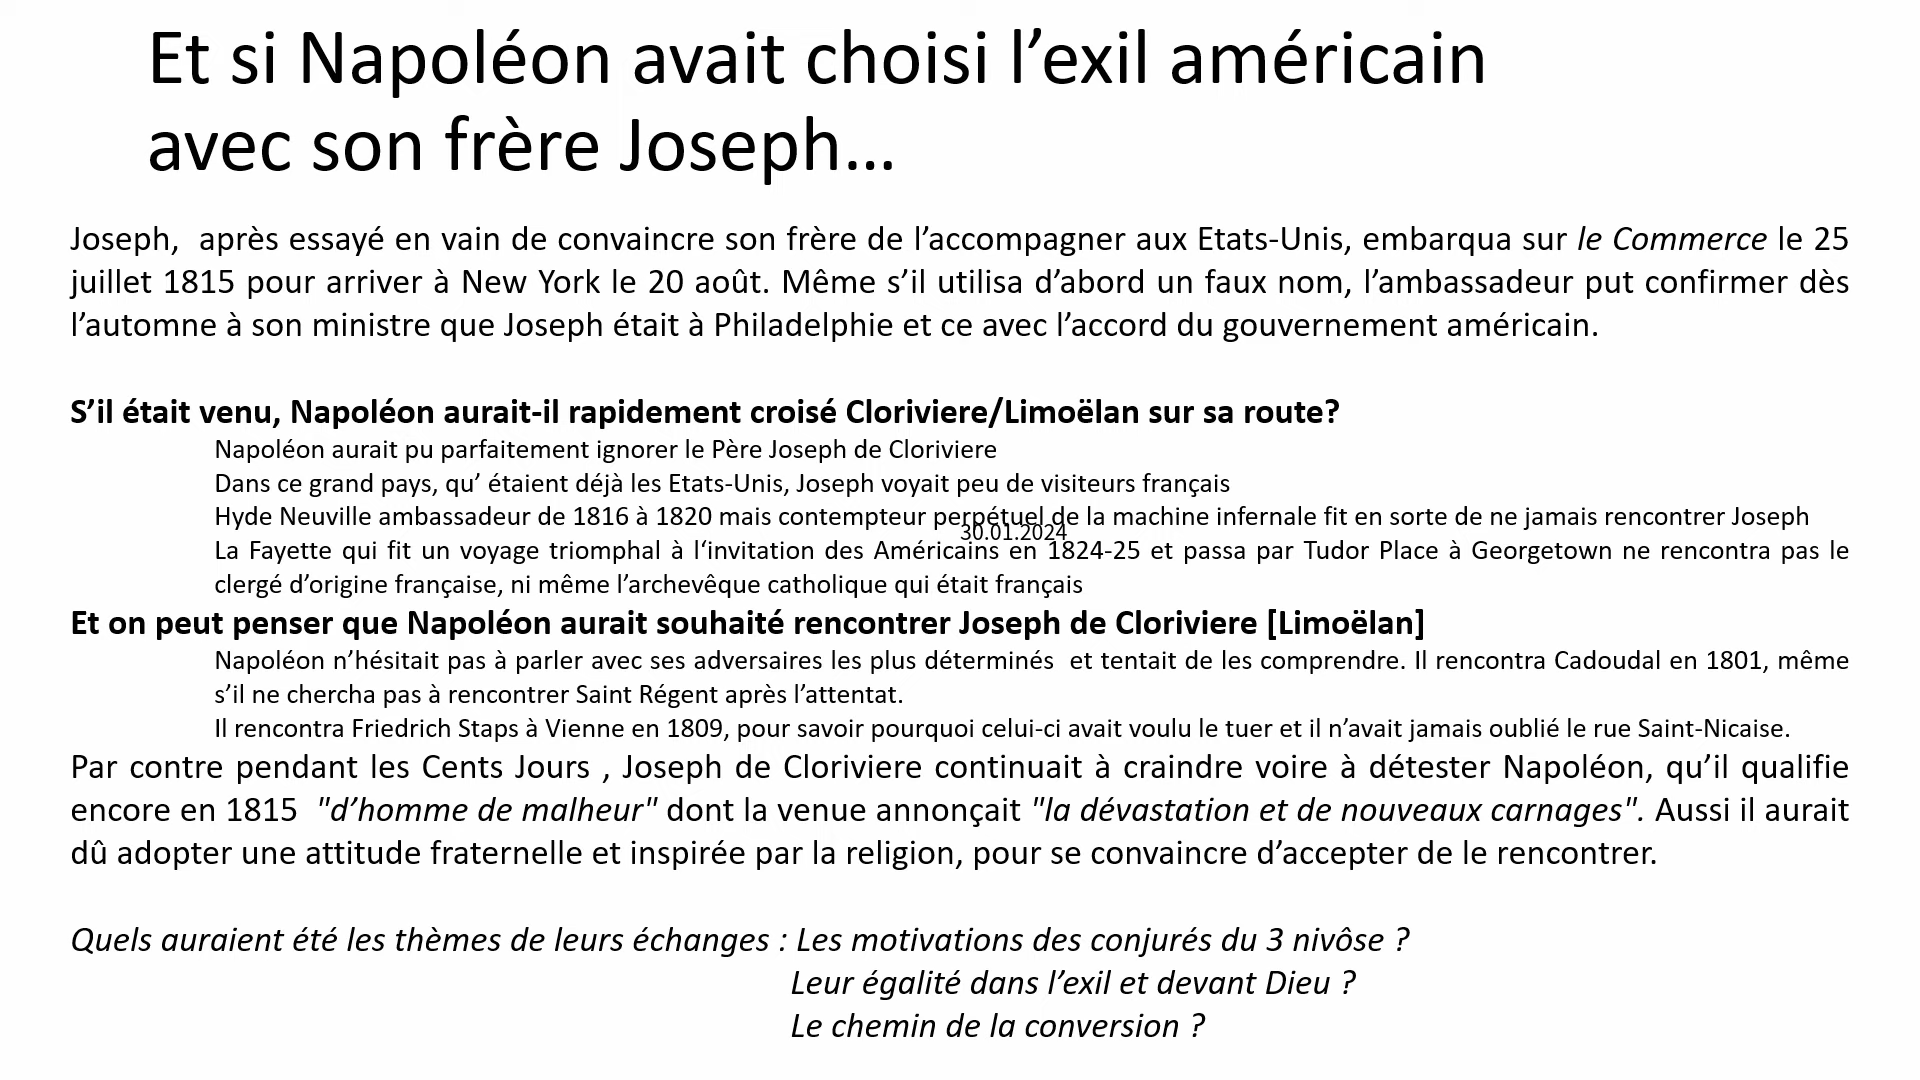 Et si Napoléon avait choisi l’exil américain
avec son frère Joseph…
Joseph,  après essayé en vain de convaincre son frère de l’accompagner aux Etats-Unis, embarqua sur le Commerce le 25
juillet 1815 pour arriver à New York le 20 août. Même s’il utilisa d’abord un faux nom, l’ambassadeur put confirmer dès
l’automne à son ministre que Joseph était à Philadelphie et ce avec l’accord du gouvernement américain.
S’il était venu, Napoléon aurait-il rapidement croisé Cloriviere/Limoëlan sur sa route?
Napoléon aurait pu parfaitement ignorer le Père Joseph de Cloriviere
Dans ce grand pays, qu’ étaient déjà les Etats-Unis, Joseph voyait peu de visiteurs français
Hyde Neuville ambassadeur de 1816 à 1820 mais contempteur perpétuel de la machine infernale fit en sorte de ne jamais rencontrer Joseph
30.01.2024
La Fayette qui fit un voyage triomphal à l‘invitation des Américains en 1824-25 et passa par Tudor Place à Georgetown ne rencontra pas le
clergé d’origine française, ni même l’archevêque catholique qui était français
Et on peut penser que Napoléon aurait souhaité rencontrer Joseph de Cloriviere [Limoëlan]
Napoléon n’hésitait pas à parler avec ses adversaires les plus déterminés  et tentait de les comprendre. Il rencontra Cadoudal en 1801, même
s’il ne chercha pas à rencontrer Saint Régent après l’attentat.
Il rencontra Friedrich Staps à Vienne en 1809, pour savoir pourquoi celui-ci avait voulu le tuer et il n’avait jamais oublié le rue Saint-Nicaise.
Par contre pendant les Cents Jours , Joseph de Cloriviere continuait à craindre voire à détester Napoléon, qu’il qualifie
encore en 1815  "d’homme de malheur" dont la venue annonçait "la dévastation et de nouveaux carnages". Aussi il aurait
dû adopter une attitude fraternelle et inspirée par la religion, pour se convaincre d’accepter de le rencontrer.
Quels auraient été les thèmes de leurs échanges : Les motivations des conjurés du 3 nivôse ?
Leur égalité dans l’exil et devant Dieu ?
Le chemin de la conversion ?